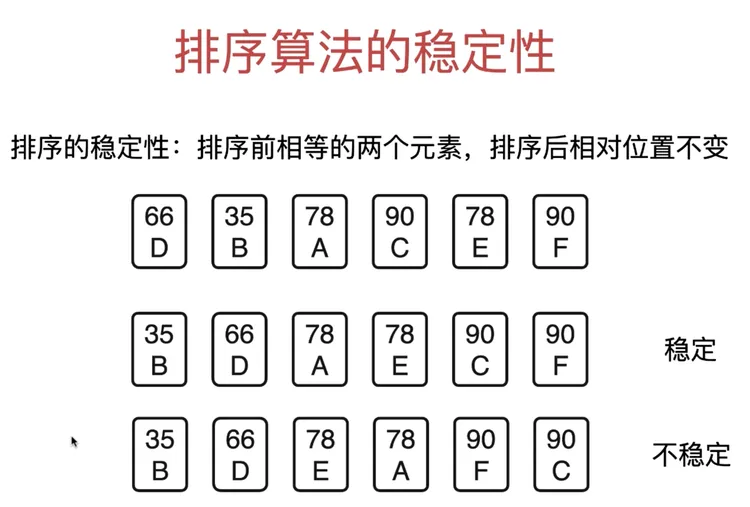 排序算法的稳定性
排序的稳定性：排序前相等的两个元素，排序后相对位置不变
66 35 78 90 78 90
D B A C E F
35 66 78 78 90 90
B D A E C F
稳定
35 66 78 78 90 90
B D E A F C
不稳定